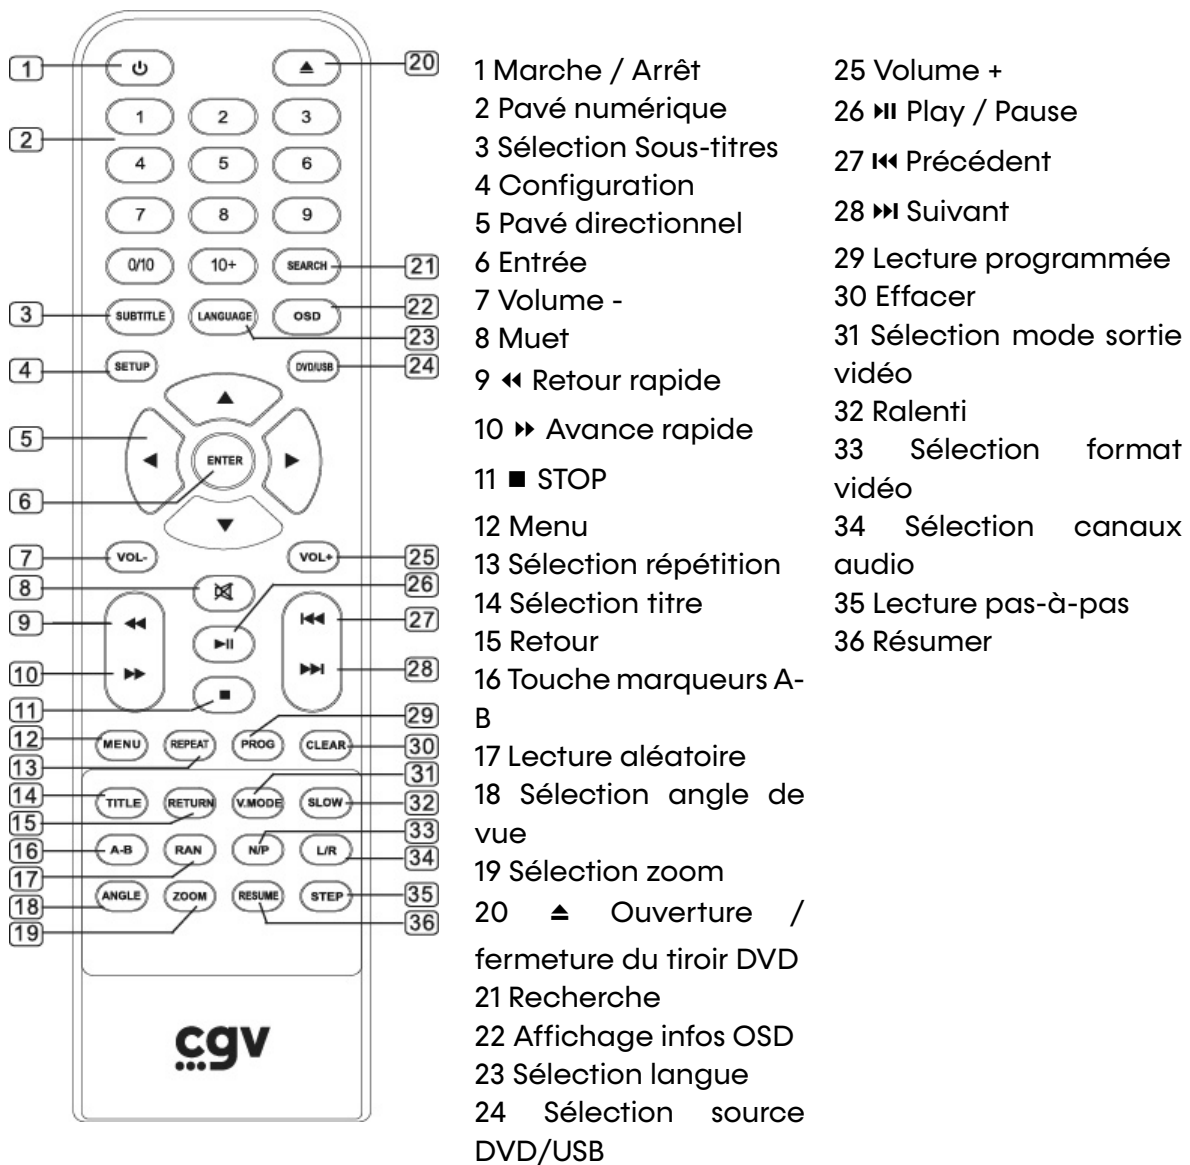 1
20
1 2 3
2
4 5 6
7 8 9
0/10 10+ SEARCH
21
3
SUBTITLE LANGUAGE OSD
22
23
4
SETUP DVD/USB
24
5
ENTER
6
7
VOL- VOL+
25
8
26
9
27
10
28
11
29
12
MENU REPEAT PROG CLEAR
30
13
31
14
TITLE RETURN V.MODE SLOW
32
15
33
16
A-B RAN N/P L/R
34
17
ANGLE ZOOM RESUME STEP
35
18
36
19
cgv
1 Marche / Arrêt
2 Pavé numérique
3 Sélection Sous-titres
4 Configuration
5 Pavé directionnel
6 Entrée
7 Volume -
8 Muet
9 ⏪ Retour rapide
10 ⏩ Avance rapide
11 ■ STOP
12 Menu
13 Sélection répétition
14 Sélection titre
15 Retour
16 Touche marqueurs A-
B
17 Lecture aléatoire
18 Sélection angle de
vue
19 Sélection zoom
20 ⏏ Ouverture /
fermeture du tiroir DVD
21 Recherche
22 Affichage infos OSD
23 Sélection langue
24 Sélection source
DVD/USB
25 Volume +
26 ⏯ Play / Pause
27 ⏮ Précédent
28 ⏭ Suivant
29 Lecture programmée
30 Effacer
31 Sélection mode sortie
vidéo
32 Ralenti
33 Sélection format
vidéo
34 Sélection canaux
audio
35 Lecture pas-à-pas
36 Résumer